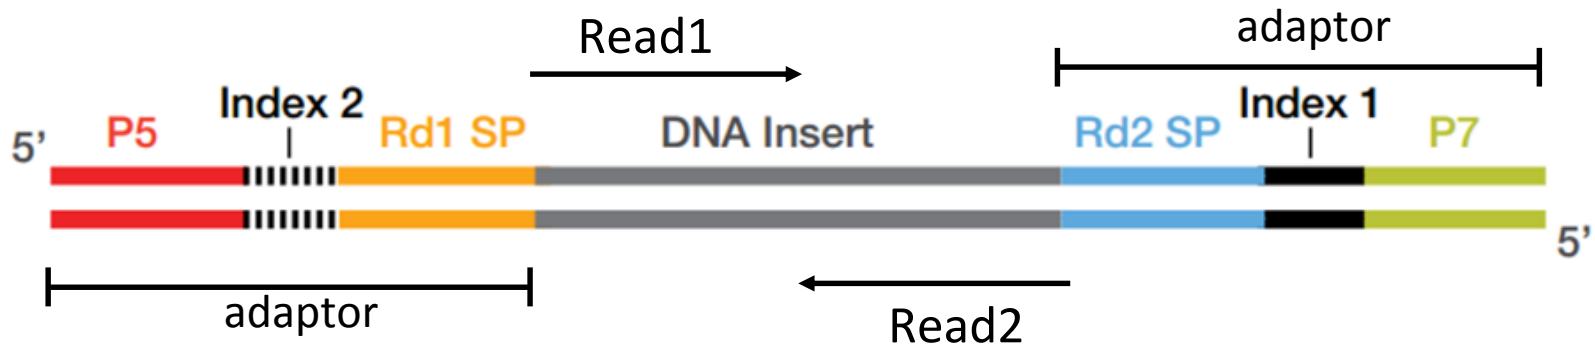 Read1
adaptor
Index 2
Index 1
5’
P5
Rd1 SP
DNA Insert
Rd2 SP
P7
5’
adaptor
Read2